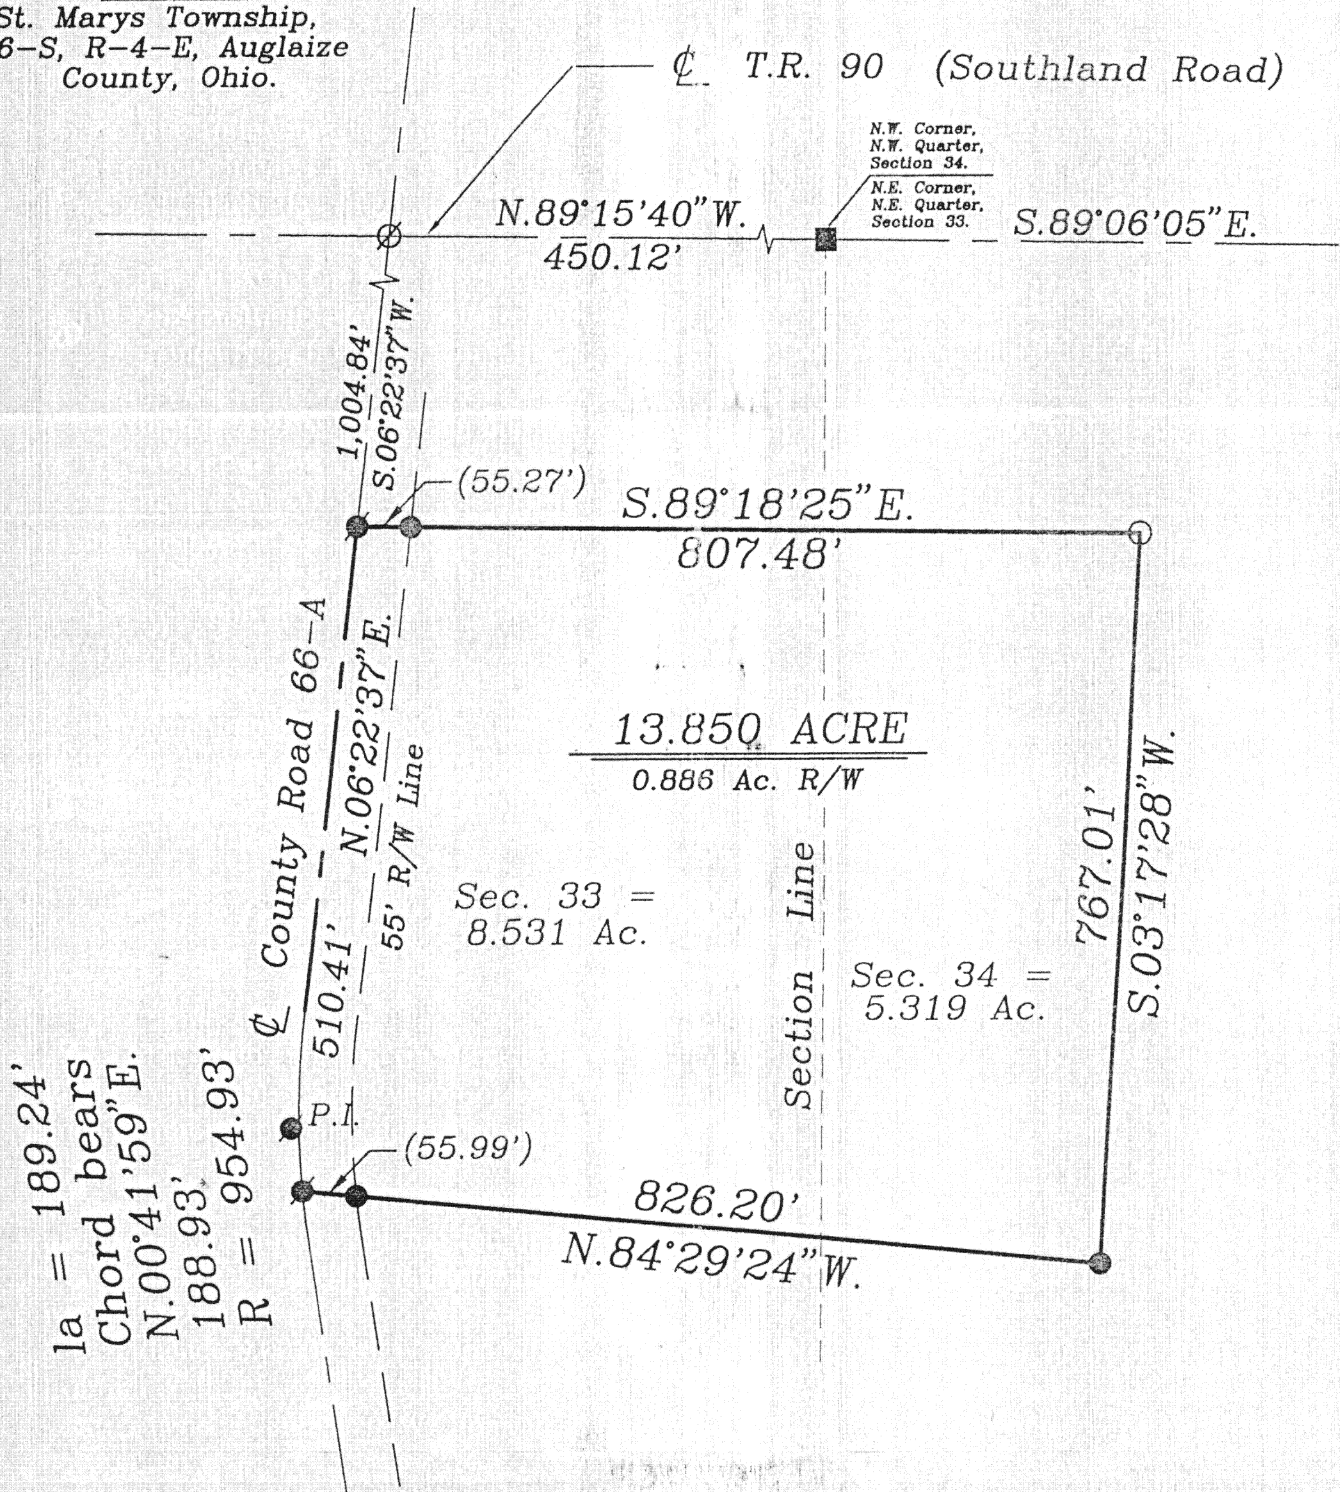 St. Marys Township,
6-S, R-4-E, Auglaize
County, Ohio.
℄ T.R. 90 (Southland Road)
N.W. Corner,
N.W. Quarter,
Section 34.
N.E. Corner,
N.E. Quarter,
Section 33.
N.89°15'40"W.
450.12'
S.89°06'05"E.
1,004.84'
S.06°22'37"W.
(55.27')
S.89°18'25"E.
807.48'
℄ County Road 66-A
N.06°22'37"E.
510.41'
55' R/W Line
13.850 ACRE
0.886 Ac. R/W
Sec. 33 =
8.531 Ac.
Section Line
Sec. 34 =
5.319 Ac.
767.01'
S.03°17'28"W.
P.I.
(55.99')
826.20'
N.84°29'24"W.
la = 189.24'
Chord bears
N.00°41'59"E.
188.93'
R = 954.93'